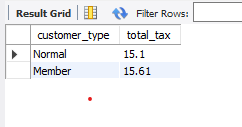 Result Grid Filter Rows:
customer_type total_tax
Normal 15.1
Member 15.61